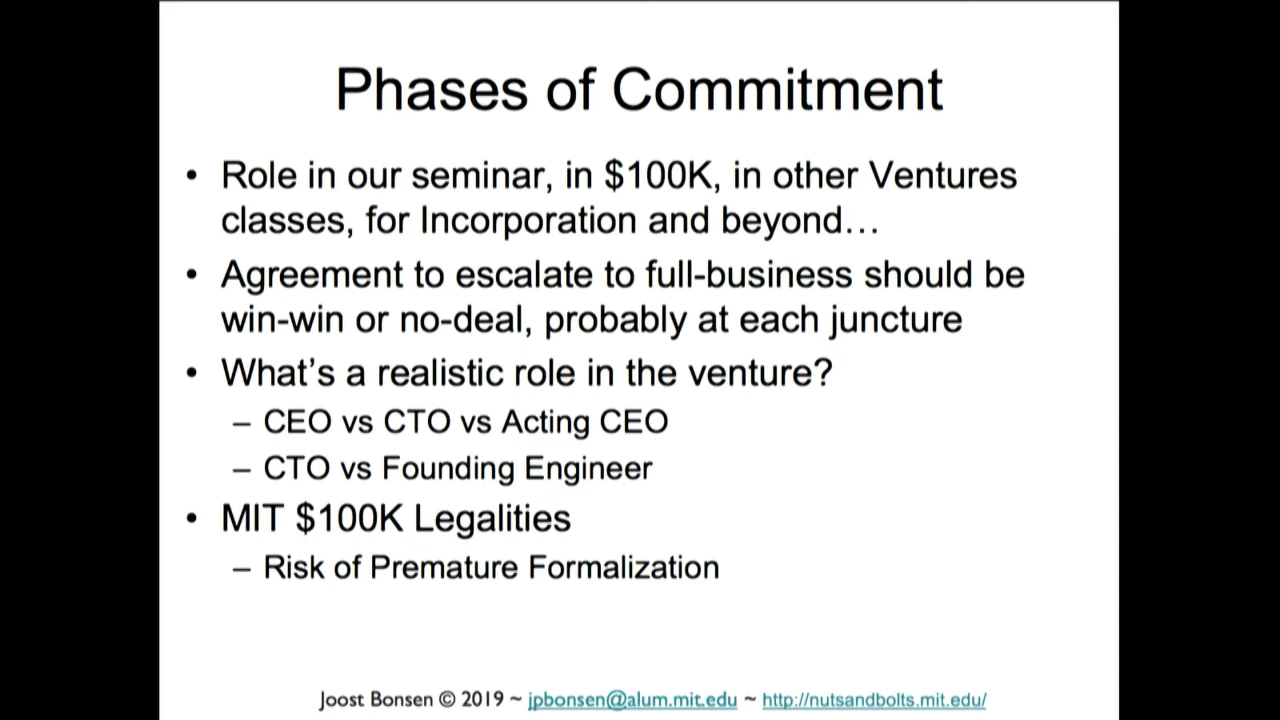 Phases of Commitment
• Role in our seminar, in $100K, in other Ventures
classes, for Incorporation and beyond…
• Agreement to escalate to full-business should be
win-win or no-deal, probably at each juncture
• What’s a realistic role in the venture?
– CEO vs CTO vs Acting CEO
– CTO vs Founding Engineer
• MIT $100K Legalities
– Risk of Premature Formalization
Joost Bonsen © 2019 ~ jpbonsen@alum.mit.edu ~ http://nutsandbolts.mit.edu/